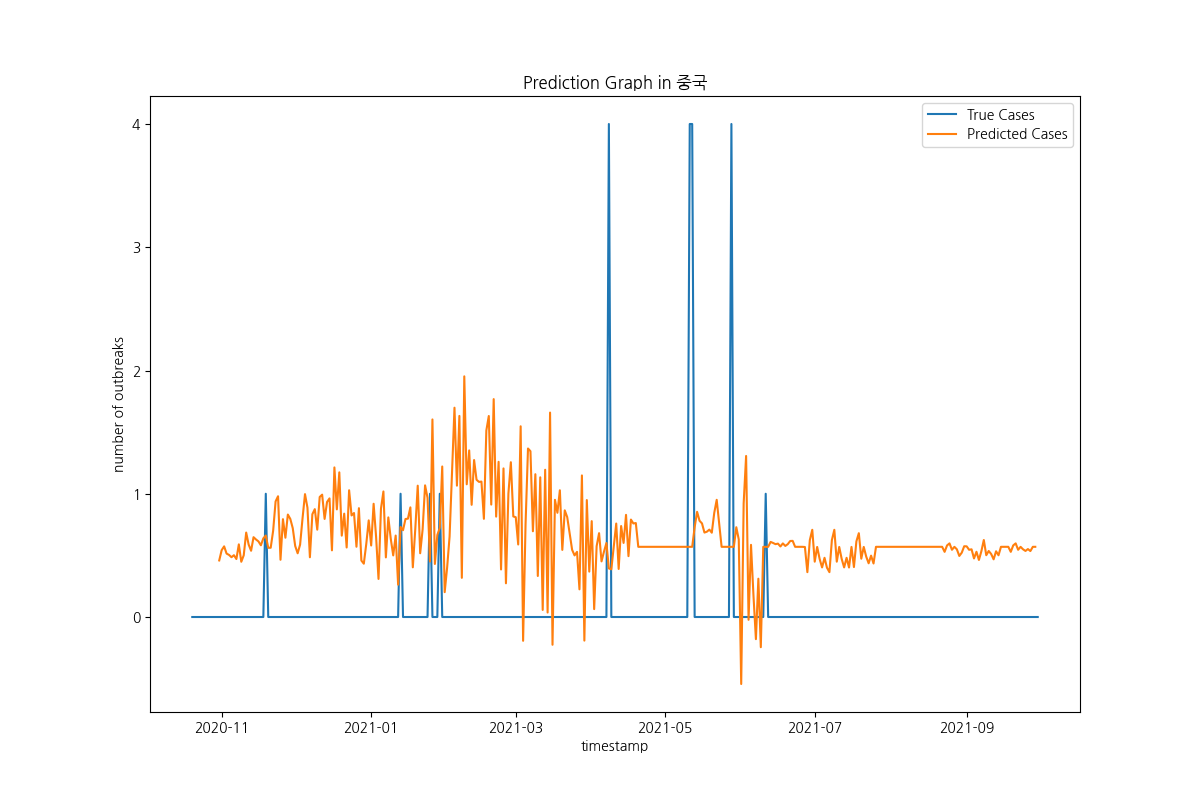 Prediction Graph in 중국
True Cases
Predicted Cases
number of outbreaks
4
3
2
1
0
2020-11
2021-01
2021-03
2021-05
2021-07
2021-09
timestamp